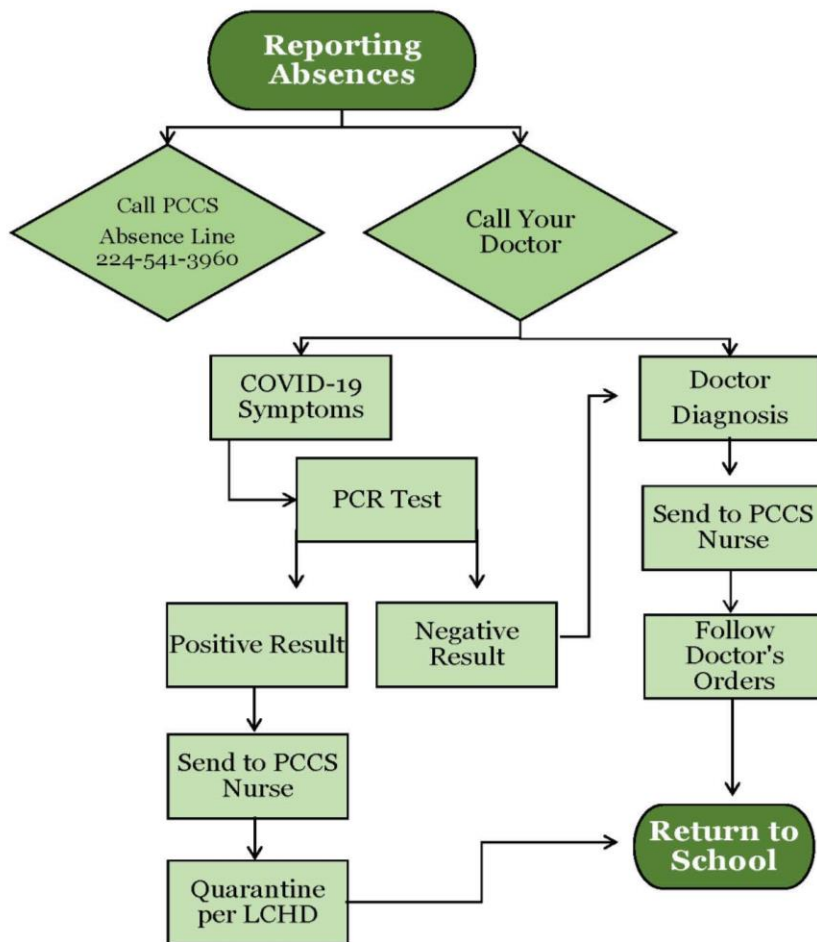 Reporting
Absences
Call PCCS
Absence Line
224-541-3960
Call Your
Doctor
COVID-19
Symptoms
Doctor
Diagnosis
PCR Test
Send to PCCS
Nurse
Positive Result
Negative
Result
Follow
Doctor's
Orders
Send to PCCS
Nurse
Return to
School
Quarantine
per LCHD